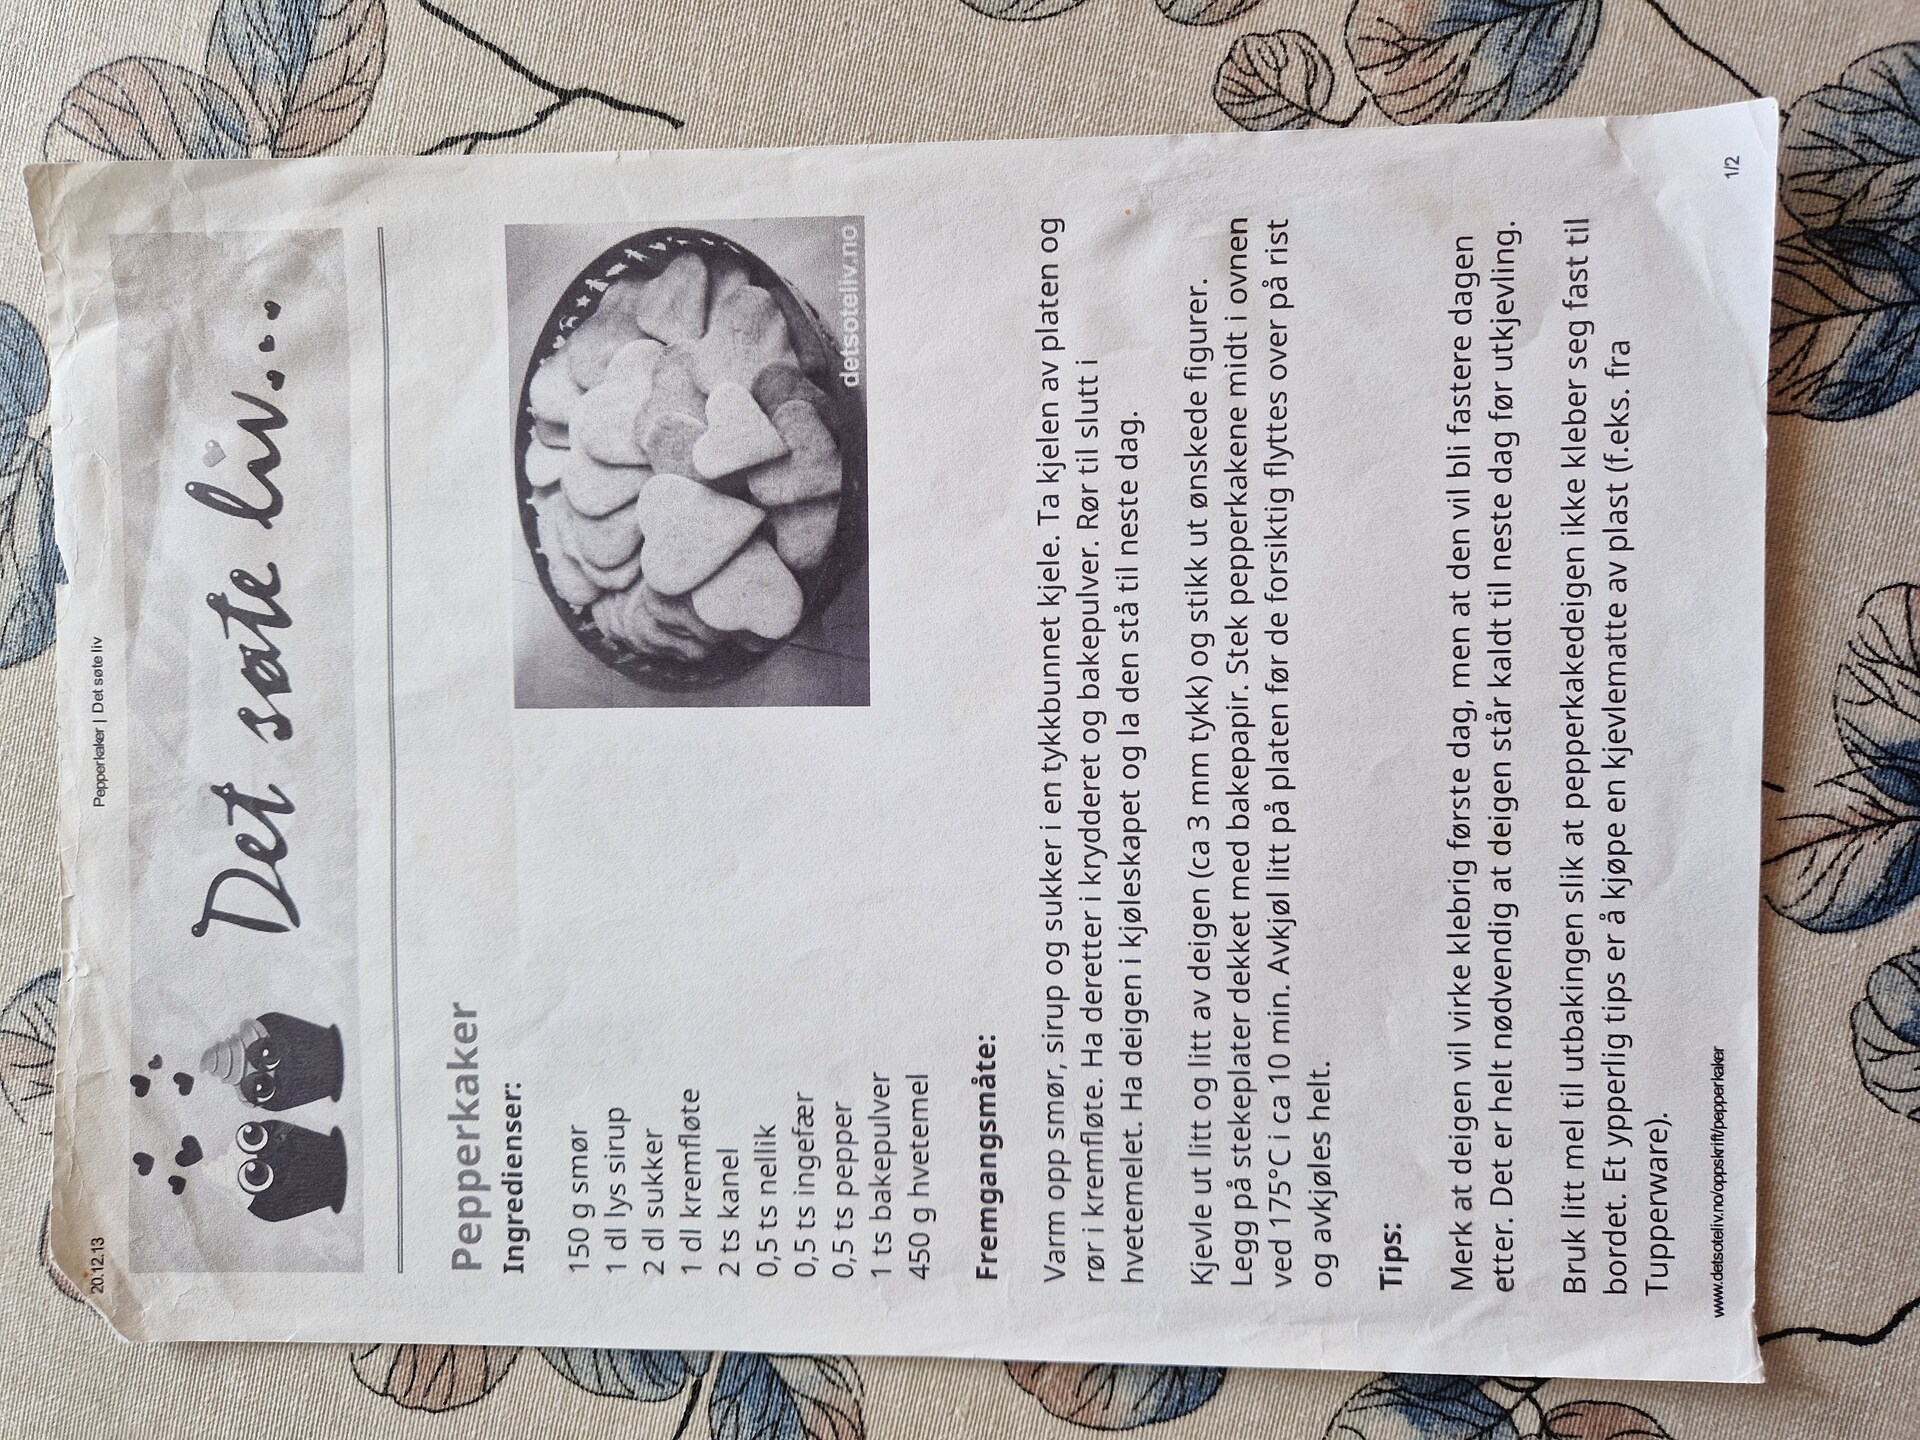 20.12.13
Pepperkaker | Det søte liv
Det søte liv...
Pepperkaker
Ingredienser:
150 g smør
1 dl lys sirup
2 dl sukker
1 dl kremfløte
2 ts kanel
0,5 ts nellik
0,5 ts ingefær
0,5 ts pepper
1 ts bakepulver
450 g hvetemel
detsoteliv.no
Fremgangsmåte:
Varm opp smør, sirup og sukker i en tykkbunnet kjele. Ta kjelen av platen og
rør i kremfløte. Ha deretter i krydderet og bakepulver. Rør til slutt i
hvetemelet. Ha deigen i kjøleskapet og la den stå til neste dag.
Kjevle ut litt og litt av deigen (ca 3 mm tykk) og stikk ut ønskede figurer.
Legg på stekeplater dekket med bakepapir. Stek pepperkakene midt i ovnen
ved 175°C i ca 10 min. Avkjøl litt på platen før de forsiktig flyttes over på rist
og avkjøles helt.
Tips:
Merk at deigen vil virke klebrig første dag, men at den vil bli fastere dagen
etter. Det er helt nødvendig at deigen står kaldt til neste dag før utkjevling.
Bruk litt mel til utbakingen slik at pepperkakedeigen ikke kleber seg fast til
bordet. Et ypperlig tips er å kjøpe en kjevlematte av plast (f.eks. fra
Tupperware).
www.detsoteliv.no/oppskrift/pepperkaker
1/2